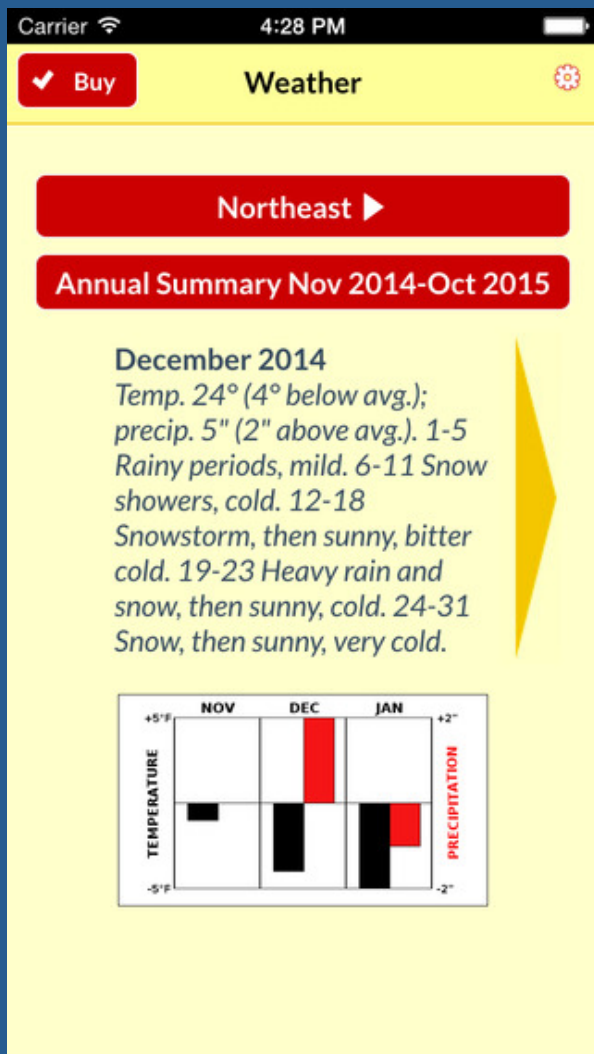 Carrier 4:28 PM
Buy Weather
Northeast
Annual Summary Nov 2014-Oct 2015
December 2014
Temp. 24° (4° below avg.);
precip. 5" (2" above avg.). 1-5
Rainy periods, mild. 6-11 Snow
showers, cold. 12-18
Snowstorm, then sunny, bitter
cold. 19-23 Heavy rain and
snow, then sunny, cold. 24-31
Snow, then sunny, very cold.
NOV DEC JAN
+5°F +2"
TEMPERATURE
PRECIPITATION
-5°F -2"